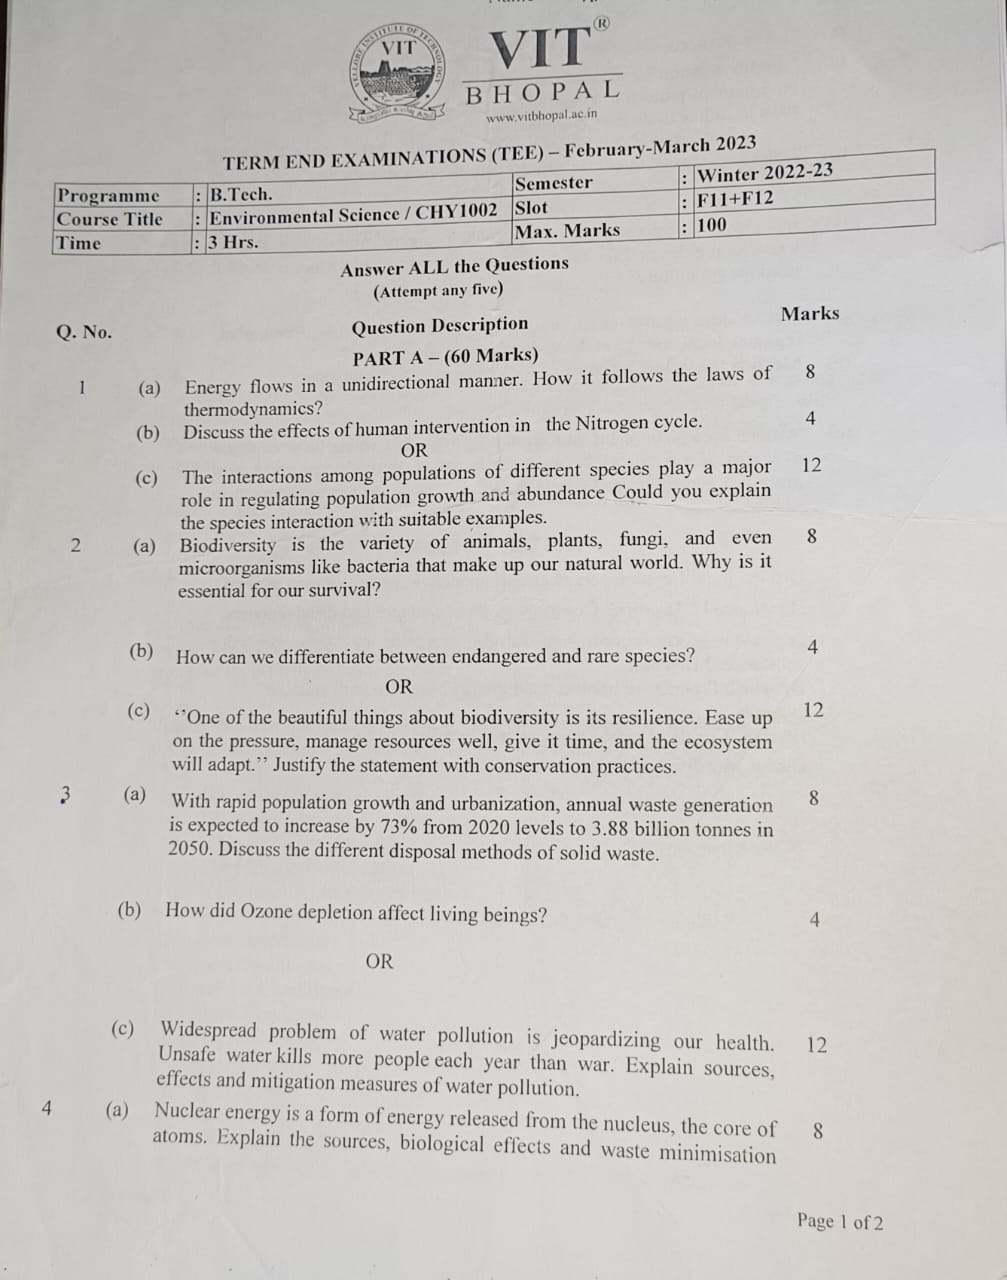 VELLORE INSTITUTE OF TECHNOLOGY
VIT
VIT®
BHOPAL
www.vitbhopal.ac.in
TERM END EXAMINATIONS (TEE) – February-March 2023
Programme : B.Tech. Semester : Winter 2022-23
Course Title : Environmental Science / CHY1002 Slot : F11+F12
Time : 3 Hrs. Max. Marks : 100
Answer ALL the Questions
(Attempt any five)
Q. No. Question Description Marks
PART A – (60 Marks)
1 (a) Energy flows in a unidirectional manner. How it follows the laws of 8
thermodynamics?
(b) Discuss the effects of human intervention in the Nitrogen cycle. 4
OR
(c) The interactions among populations of different species play a major 12
role in regulating population growth and abundance Could you explain
the species interaction with suitable examples.
2 (a) Biodiversity is the variety of animals, plants, fungi, and even 8
microorganisms like bacteria that make up our natural world. Why is it
essential for our survival?
(b) How can we differentiate between endangered and rare species? 4
OR
(c) “One of the beautiful things about biodiversity is its resilience. Ease up 12
on the pressure, manage resources well, give it time, and the ecosystem
will adapt.” Justify the statement with conservation practices.
3 (a) With rapid population growth and urbanization, annual waste generation 8
is expected to increase by 73% from 2020 levels to 3.88 billion tonnes in
2050. Discuss the different disposal methods of solid waste.
(b) How did Ozone depletion affect living beings? 4
OR
(c) Widespread problem of water pollution is jeopardizing our health. 12
Unsafe water kills more people each year than war. Explain sources,
effects and mitigation measures of water pollution.
4 (a) Nuclear energy is a form of energy released from the nucleus, the core of 8
atoms. Explain the sources, biological effects and waste minimisation
Page 1 of 2